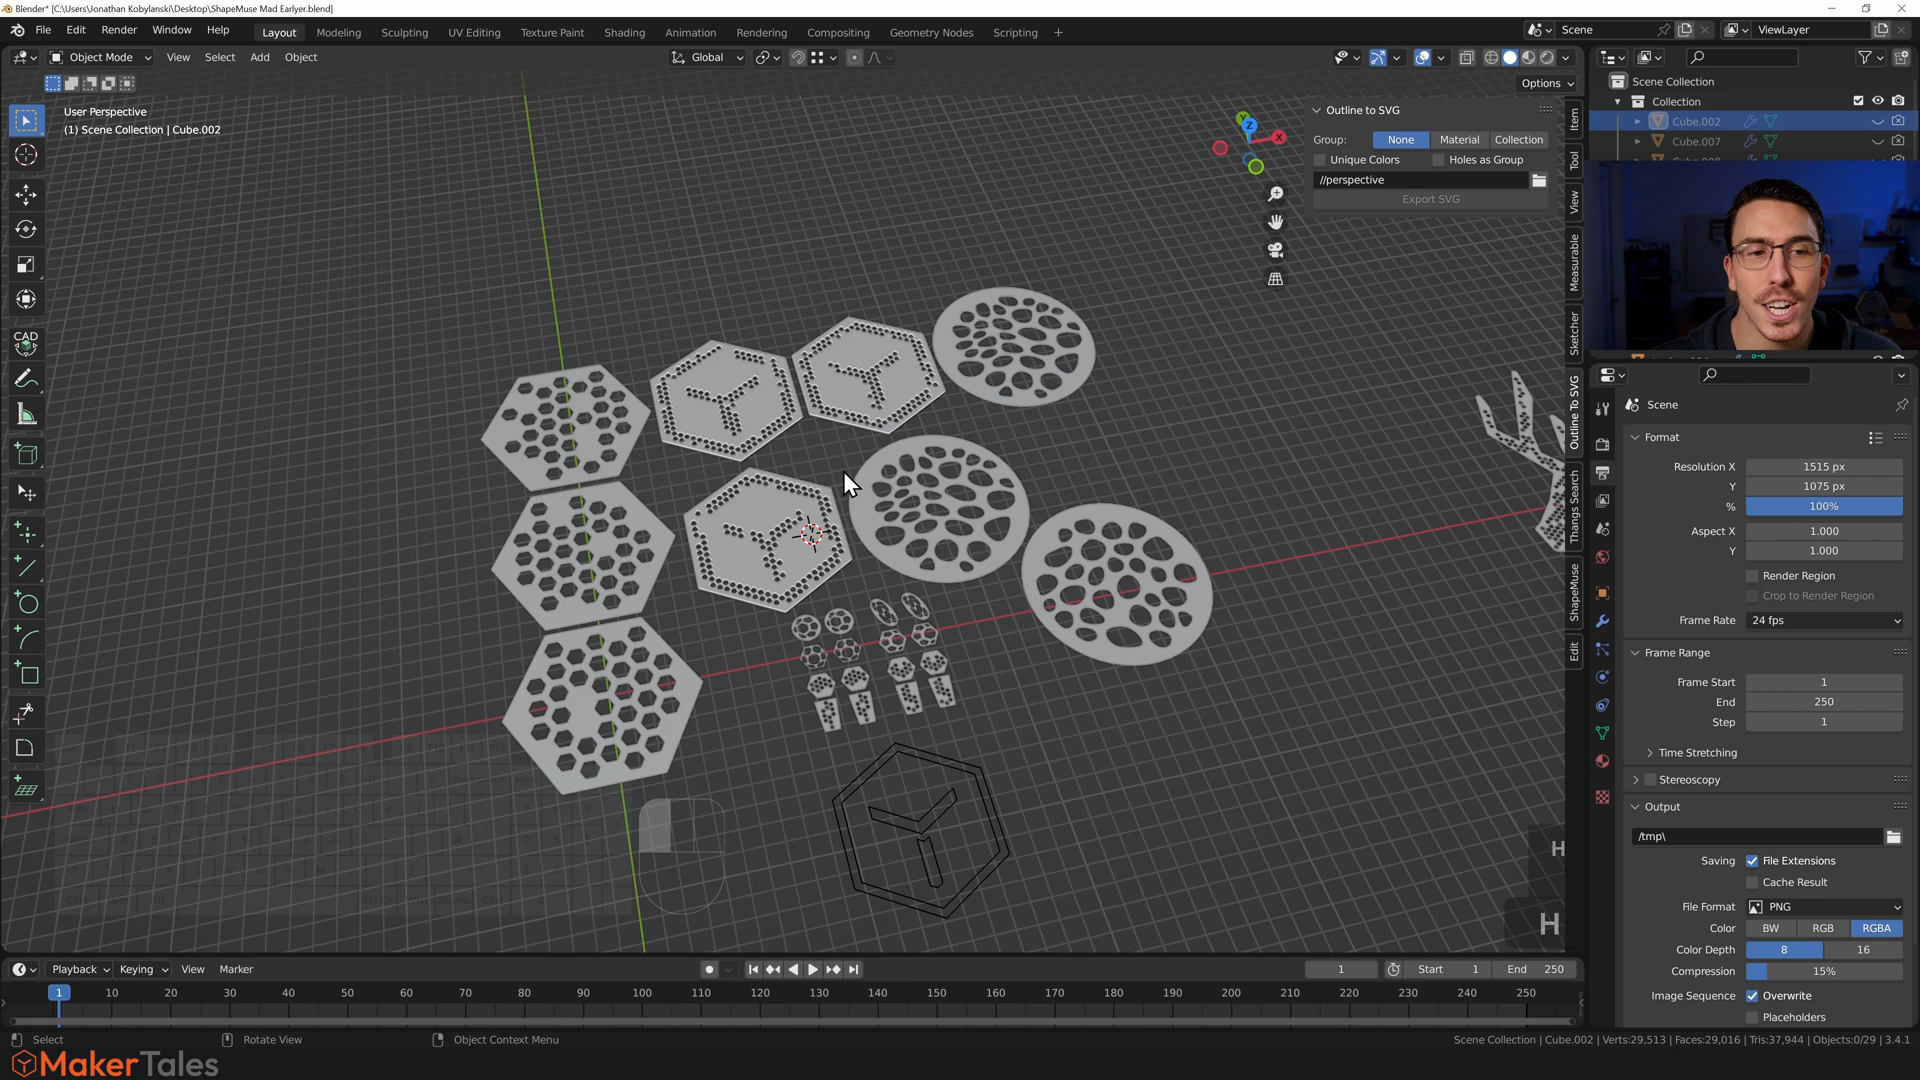 Blender* [C:\Users\Jonathan Kobylanski\Desktop\ShapeMuse Mad Earlyer.blend]
File Edit Render Window Help Layout Modeling Sculpting UV Editing Texture Paint Shading Animation Rendering Compositing Geometry Nodes Scripting + Scene ViewLayer
Object Mode View Select Add Object Global
Options
User Perspective
(1) Scene Collection | Cube.002
Outline to SVG
Group: None Material Collection
Unique Colors Holes as Group
//perspective
Export SVG
Y
Z
X
Item
Tool
View
Measurable
Sketcher
Outline To SVG
Thangs Search
ShapeMuse
Edit
CAD
Scene Collection
Collection
Cube.002
Cube.007
Scene
Format
Resolution X 1515 px
Y 1075 px
% 100%
Aspect X 1.000
Y 1.000
Render Region
Crop to Render Region
Frame Rate 24 fps
Frame Range
Frame Start 1
End 250
Step 1
Time Stretching
Stereoscopy
Output
/tmp\
Saving File Extensions
Cache Result
File Format PNG
Color BW RGB RGBA
Color Depth 8 16
Compression 15%
Image Sequence Overwrite
Placeholders
H
H
Playback Keying View Marker 1 Start 1 End 250
1 10 20 30 40 50 60 70 80 90 100 110 120 130 140 150 160 170 180 190 200 210 220 230 240 250
Select Rotate View Object Context Menu Scene Collection | Cube.002 | Verts:29,513 | Faces:29,016 | Tris:37,944 | Objects:0/29 | 3.4.1
MakerTales